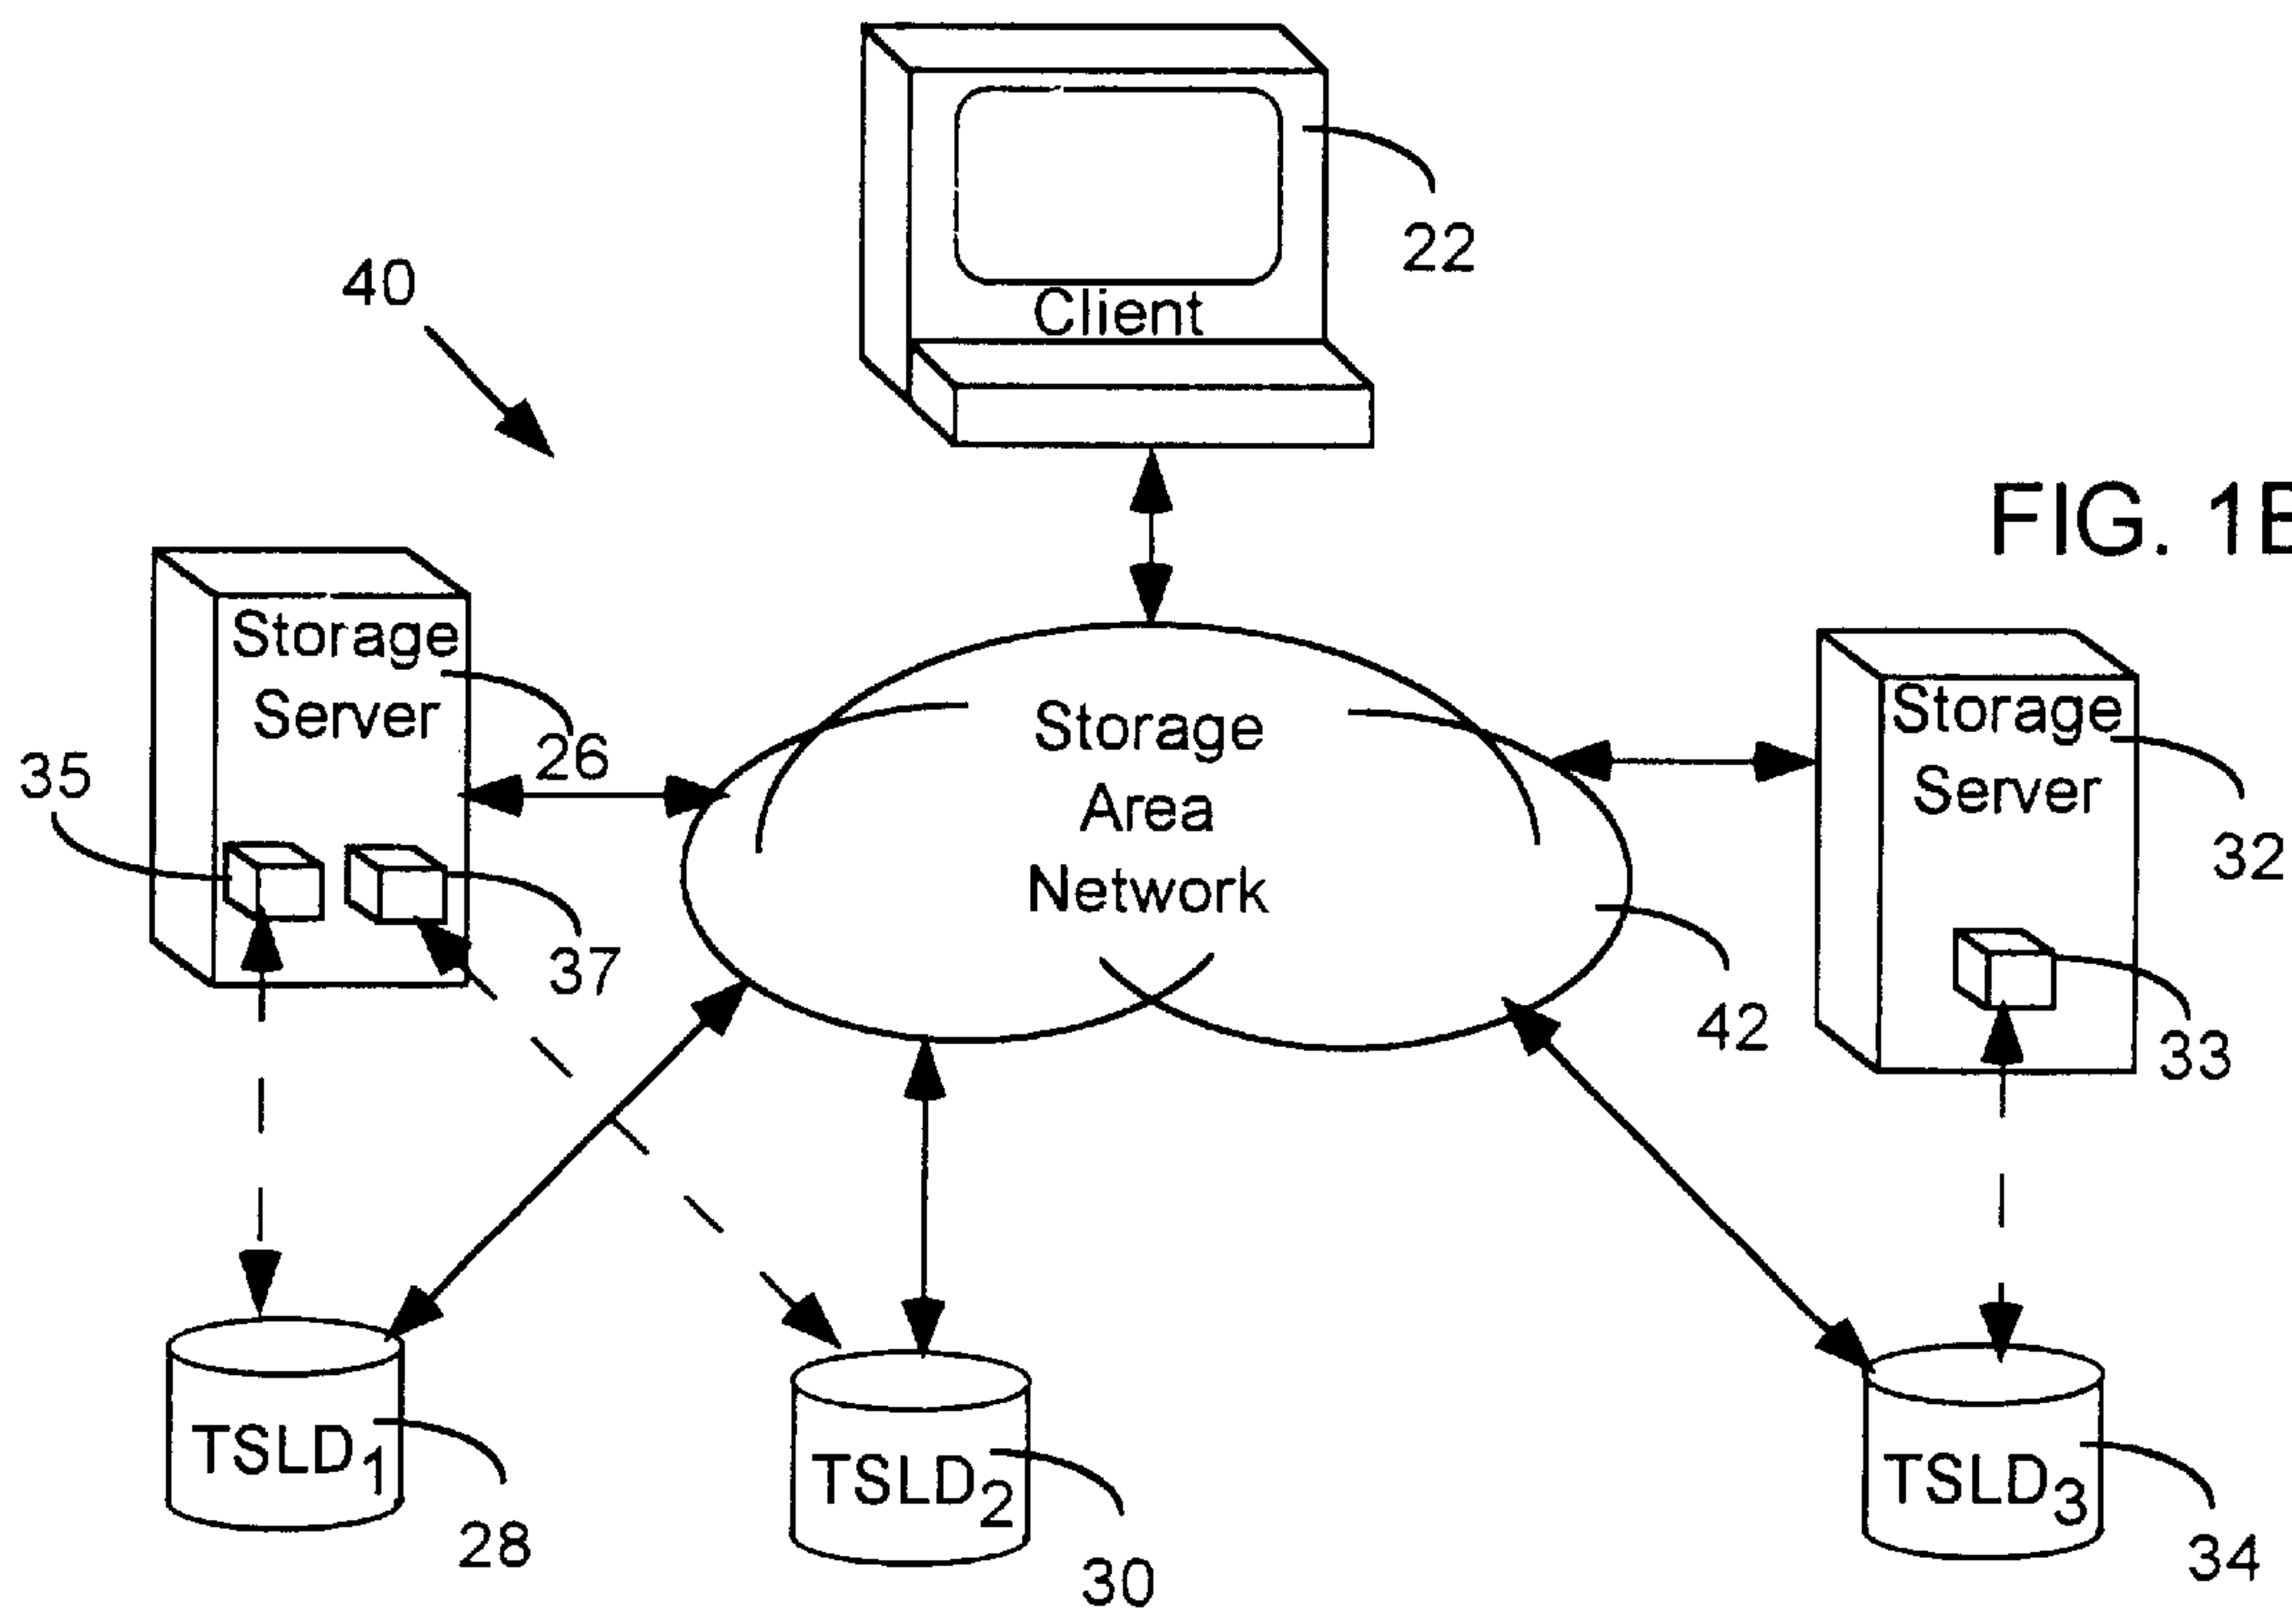 22
Client
40
FIG. 1B
Storage
Server
26
35
37
Storage
Area
Network
42
Storage
Server
32
33
TSLD1
28
TSLD2
30
TSLD3
34